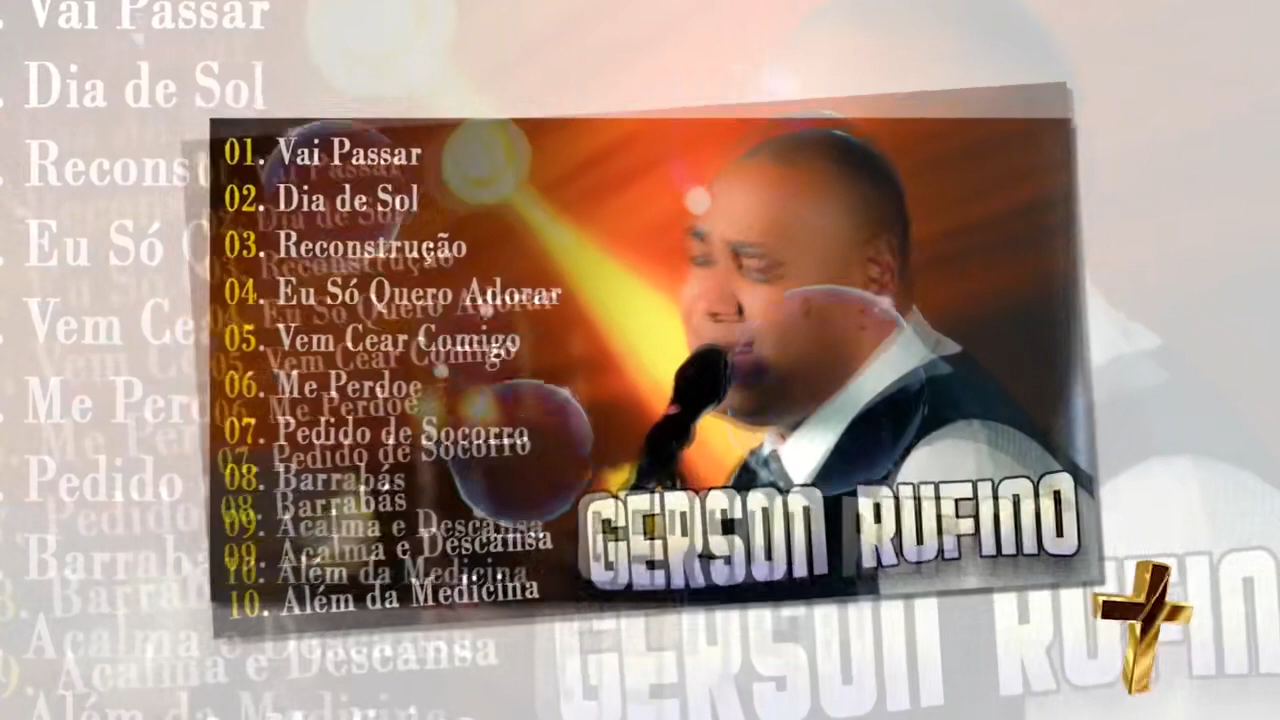 01. Vai Passar
02. Dia de Sol
03. Reconstrução
04. Eu Só Quero Adorar
05. Vem Cear Comigo
06. Me Perdoe
07. Pedido de Socorro
08. Barrabás
09. Acalma e Descansa
10. Além da Medicina
GERSON RUFINO